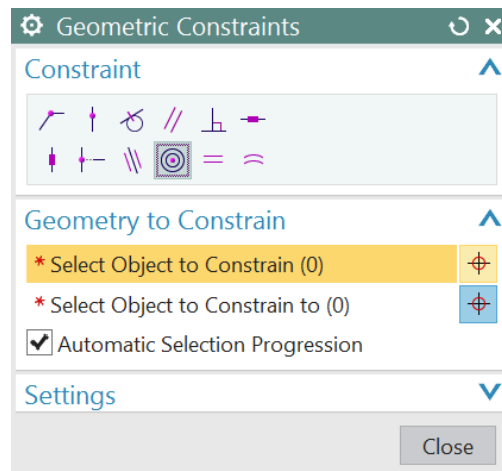 Geometric Constraints
Constraint
Geometry to Constrain
* Select Object to Constrain (0)
* Select Object to Constrain to (0)
Automatic Selection Progression
Settings
Close